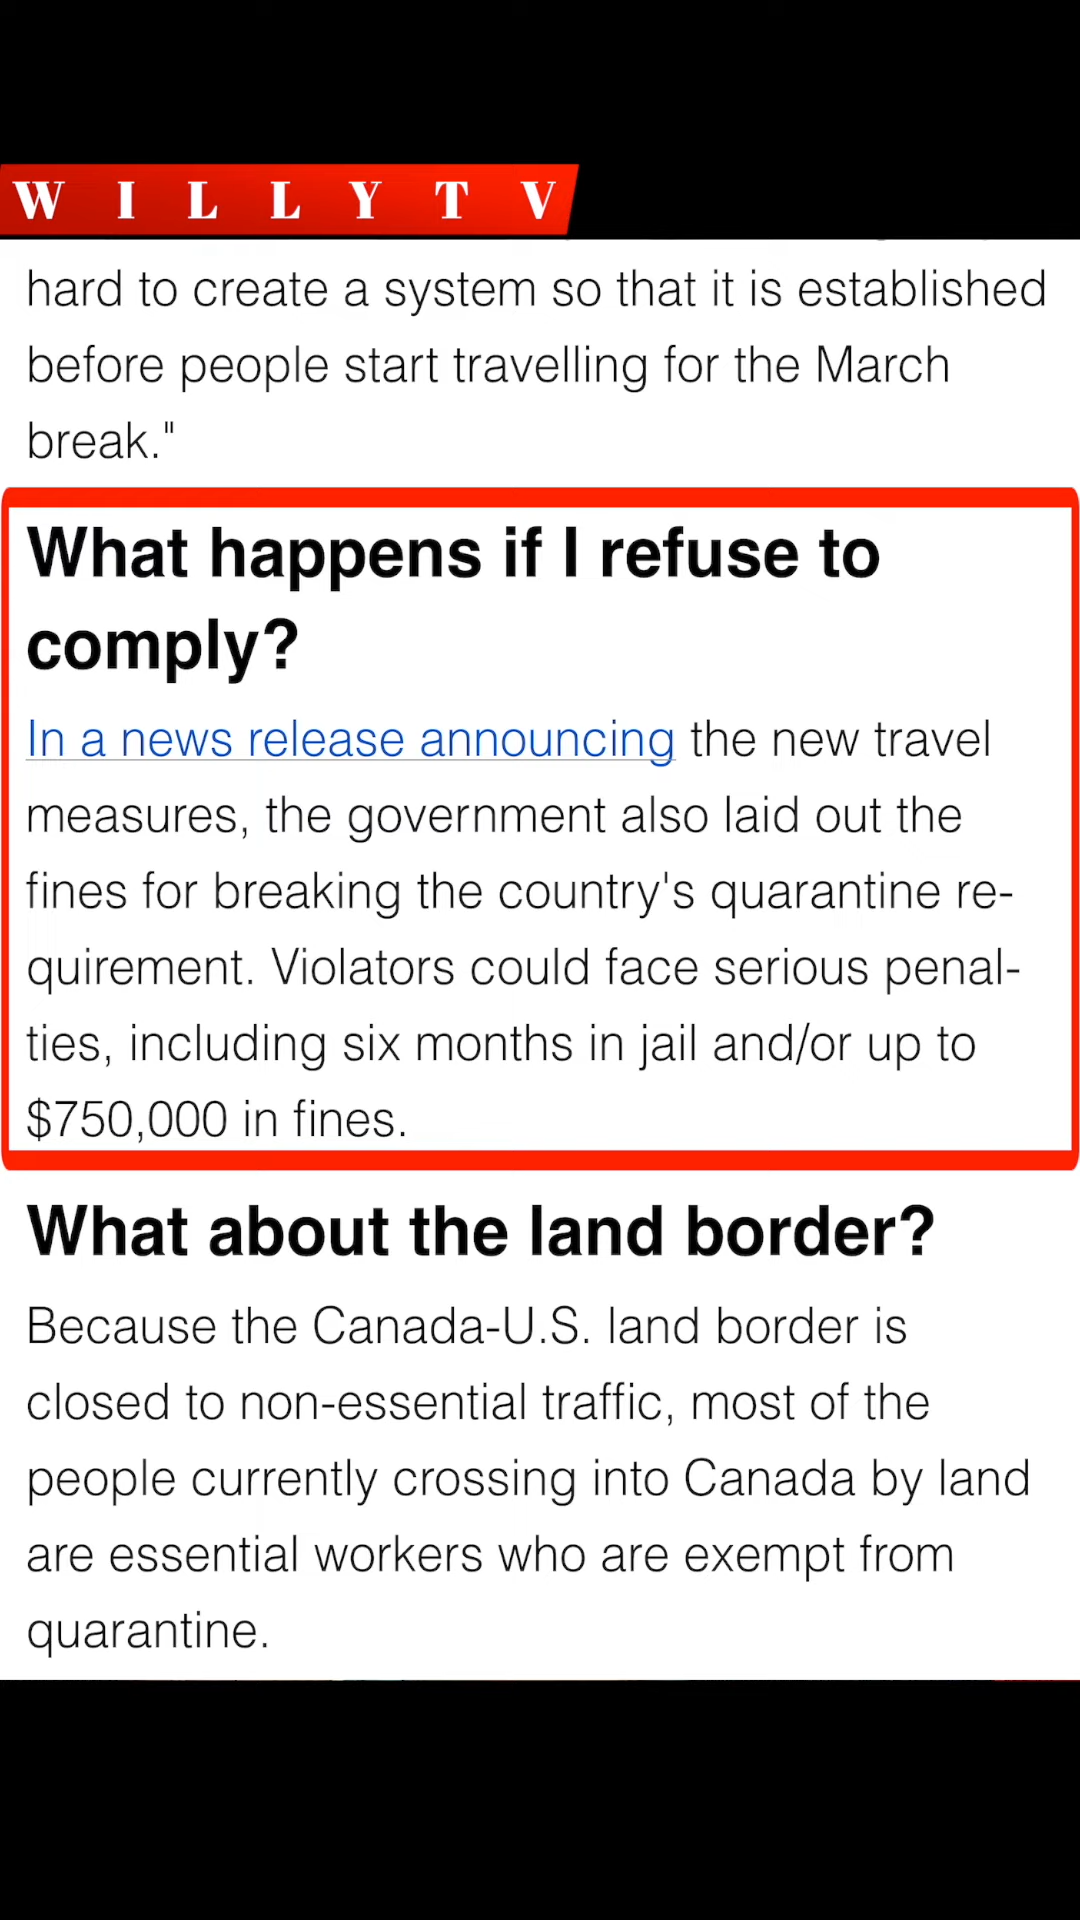 W I L L Y T V
hard to create a system so that it is established
before people start travelling for the March
break."
What happens if I refuse to
comply?
In a news release announcing the new travel
measures, the government also laid out the
fines for breaking the country's quarantine re-
quirement. Violators could face serious penal-
ties, including six months in jail and/or up to
$750,000 in fines.
What about the land border?
Because the Canada-U.S. land border is
closed to non-essential traffic, most of the
people currently crossing into Canada by land
are essential workers who are exempt from
quarantine.